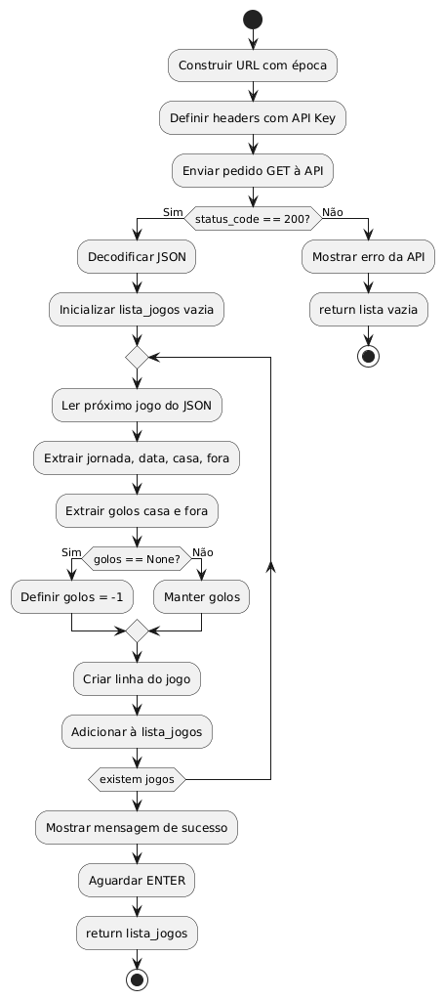 Construir URL com época
Definir headers com API Key
Enviar pedido GET à API
Sim
status_code == 200?
Não
Decodificar JSON
Mostrar erro da API
Inicializar lista_jogos vazia
return lista vazia
Ler próximo jogo do JSON
Extrair jornada, data, casa, fora
Extrair golos casa e fora
Sim
golos == None?
Não
Definir golos = -1
Manter golos
Criar linha do jogo
Adicionar à lista_jogos
existem jogos
Mostrar mensagem de sucesso
Aguardar ENTER
return lista_jogos